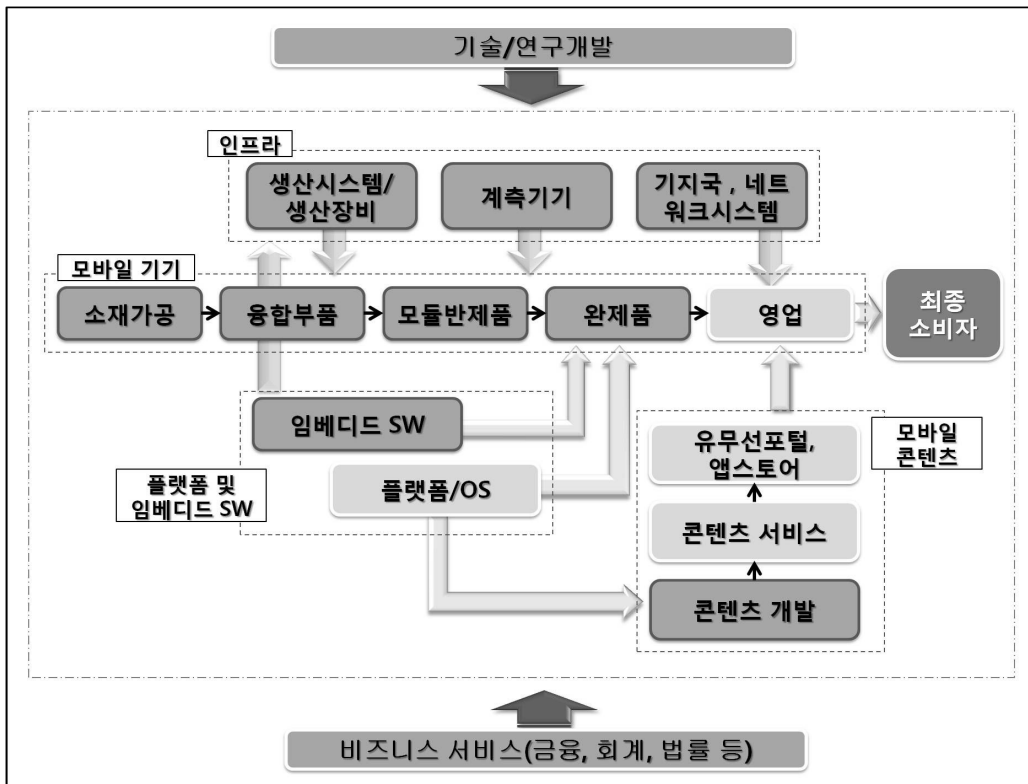 기술/연구개발
인프라
생산시스템/
생산장비
계측기기
기지국 , 네트
워크시스템
모바일 기기
소재가공
융합부품
모듈반제품
완제품
영업
최종
소비자
임베디드 SW
플랫폼/OS
플랫폼 및
임베디드 SW
유무선포털,
앱스토어
모바일
콘텐츠
콘텐츠 서비스
콘텐츠 개발
비즈니스 서비스(금융, 회계, 법률 등)